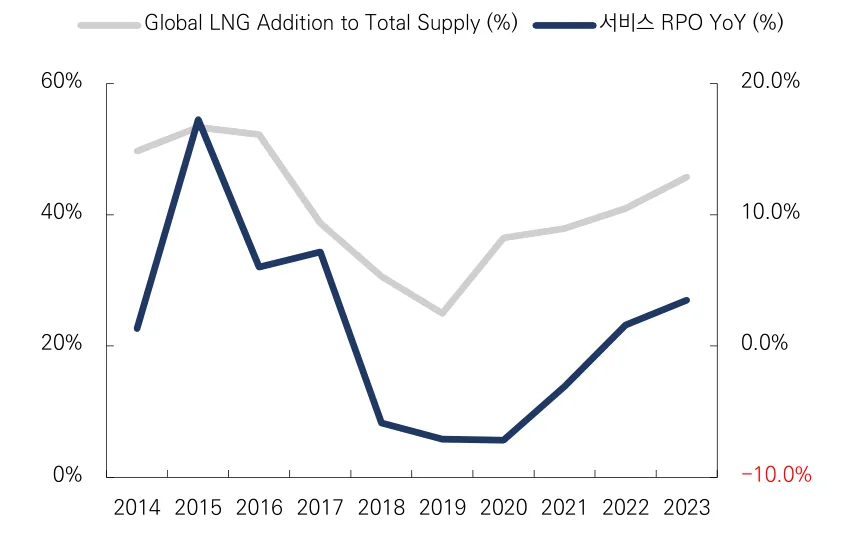 Global LNG Addition to Total Supply (%) 서비스 RPO YoY (%)
60% 20.0%
40% 10.0%
20% 0.0%
0% −10.0%
2014 2015 2016 2017 2018 2019 2020 2021 2022 2023